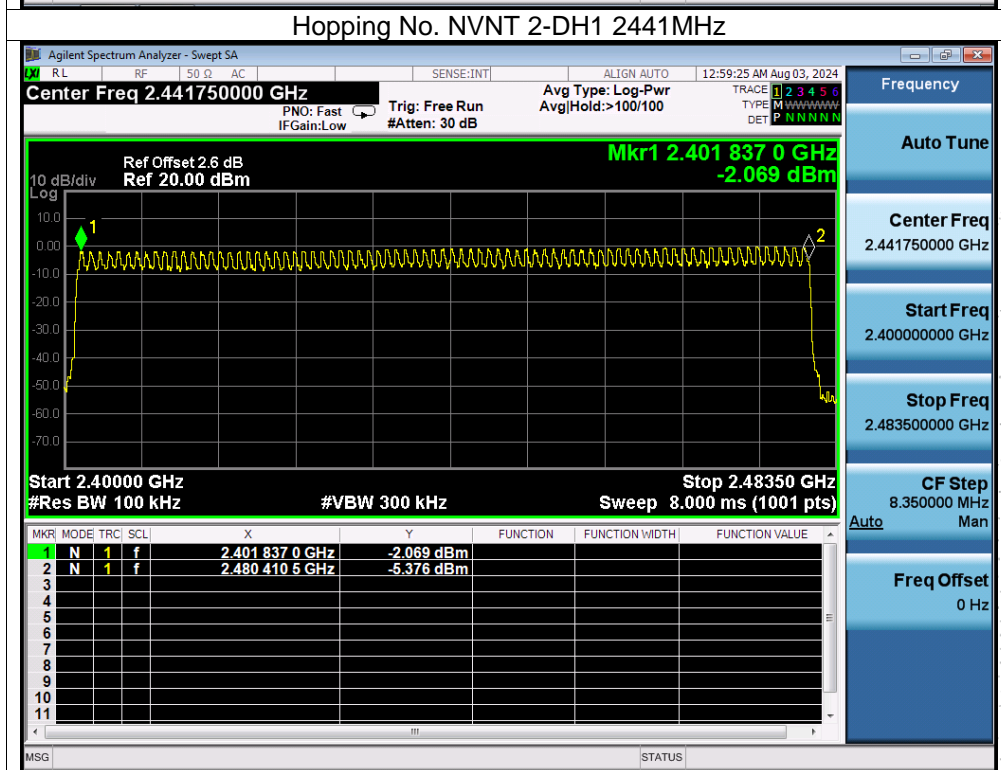 Hopping No. NVNT 2-DH1 2441MHz
Agilent Spectrum Analyzer - Swept SA
LXI RL RF 50 Ω AC SENSE:INT ALIGN AUTO 12:59:25 AM Aug 03, 2024
Center Freq 2.441750000 GHz
PNO: Fast
IFGain:Low
Trig: Free Run
#Atten: 30 dB
Avg Type: Log-Pwr
Avg|Hold:>100/100
TRACE 1 2 3 4 5 6
TYPE M WWWWW
DET P N N N N N
Frequency
Auto Tune
Center Freq
2.441750000 GHz
Start Freq
2.400000000 GHz
Stop Freq
2.483500000 GHz
CF Step
8.350000 MHz
Auto Man
Freq Offset
0 Hz
Ref Offset 2.6 dB
10 dB/div Ref 20.00 dBm
Log
Mkr1 2.401 837 0 GHz
-2.069 dBm
10.0
0.00
-10.0
-20.0
-30.0
-40.0
-50.0
-60.0
-70.0
1
2
Start 2.40000 GHz Stop 2.48350 GHz
#Res BW 100 kHz #VBW 300 kHz Sweep 8.000 ms (1001 pts)
MKR MODE TRC SCL X Y FUNCTION FUNCTION WIDTH FUNCTION VALUE
1 N 1 f 2.401 837 0 GHz -2.069 dBm
2 N 1 f 2.480 410 5 GHz -5.376 dBm
3
4
5
6
7
8
9
10
11
MSG STATUS